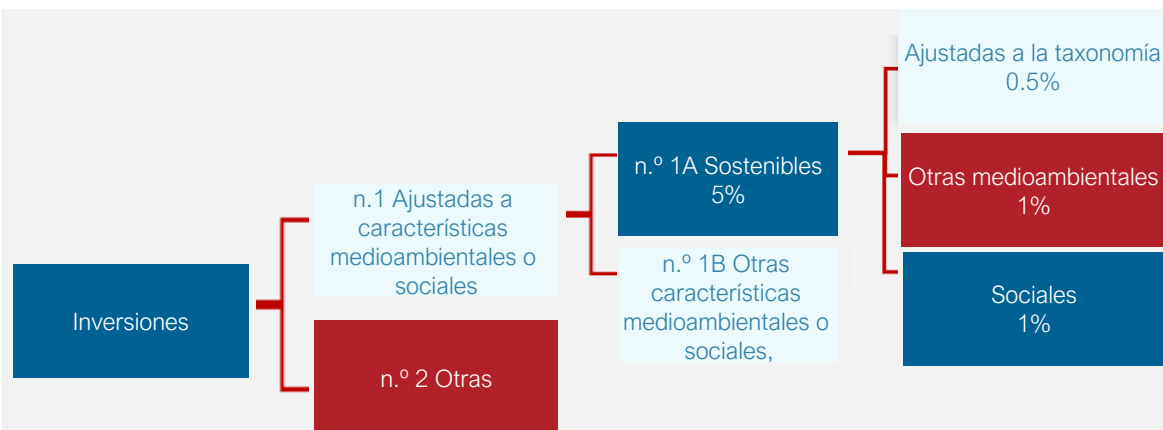 Inversiones
n.1 Ajustadas a
características
medioambientales o
sociales
n.º 2 Otras
n.º 1A Sostenibles
5%
n.º 1B Otras
características
medioambientales o
sociales,
Ajustadas a la taxonomía
0.5%
Otras medioambientales
1%
Sociales
1%